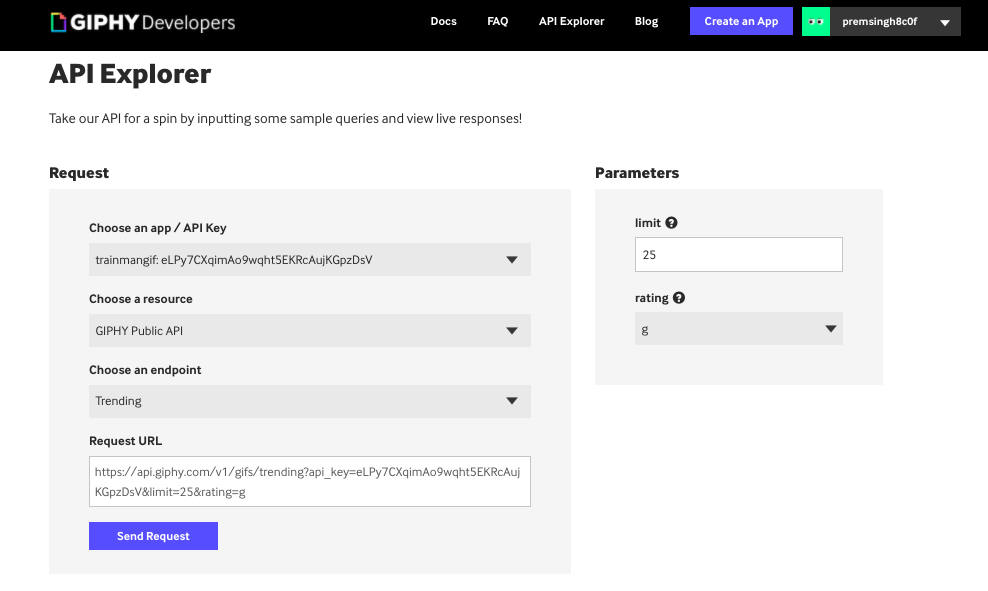 GIPHY Developers
Docs
FAQ
API Explorer
Blog
Create an App
premsingh8c0f
API Explorer
Take our API for a spin by inputting some sample queries and view live responses!
Request
Choose an app / API Key
trainmangif: eLPy7CXqimAo9wqht5EKRcAujKGpzDsV
Choose a resource
GIPHY Public API
Choose an endpoint
Trending
Request URL
https://api.giphy.com/v1/gifs/trending?api_key=eLPy7CXqimAo9wqht5EKRcAuj
KGpzDsV&limit=25&rating=g
Send Request
Parameters
limit ?
25
rating ?
g